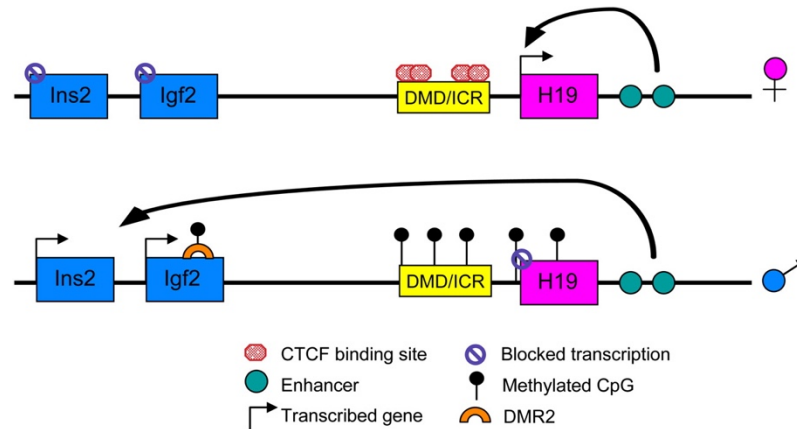 Ins2 Igf2 DMD/ICR H19
Ins2 Igf2 DMD/ICR H19
CTCF binding site Blocked transcription
Enhancer Methylated CpG
Transcribed gene DMR2